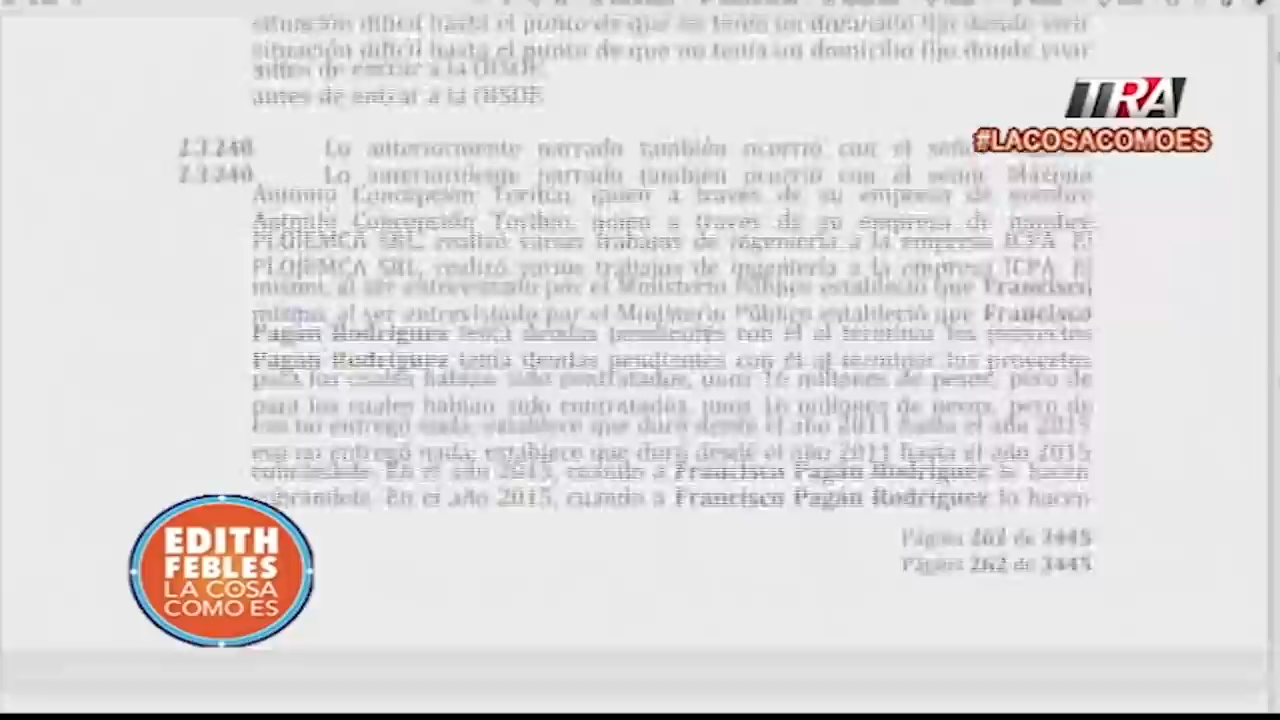 situación difícil hasta el punto de que no tenía un domicilio fijo donde vivir
antes de entrar a la OISOE.
2.3.240 Lo anteriormente narrado también ocurrió con el señor
Antonio Concepción quien a través de su empresa de nombre
SRL, realizó varios trabajos de ingeniería a la empresa ICPA. El
mismo, al ser entrevistado por el Ministerio Público estableció que Francisco
Pagán Rodríguez tenía deudas pendientes con él al terminar los proyectos
para los cuales habían sido contratados, unos 16 millones de pesos, pero de
eso no entregó nada, establece que duró desde el año 2011 hasta el año 2015
cobrándole. En el año 2015, cuando a Francisco Pagán Rodríguez lo hacen
Página 262 de 3445
TRA
#LACOSACOMOES
EDITH
FEBLES
LA COSA
COMO ES